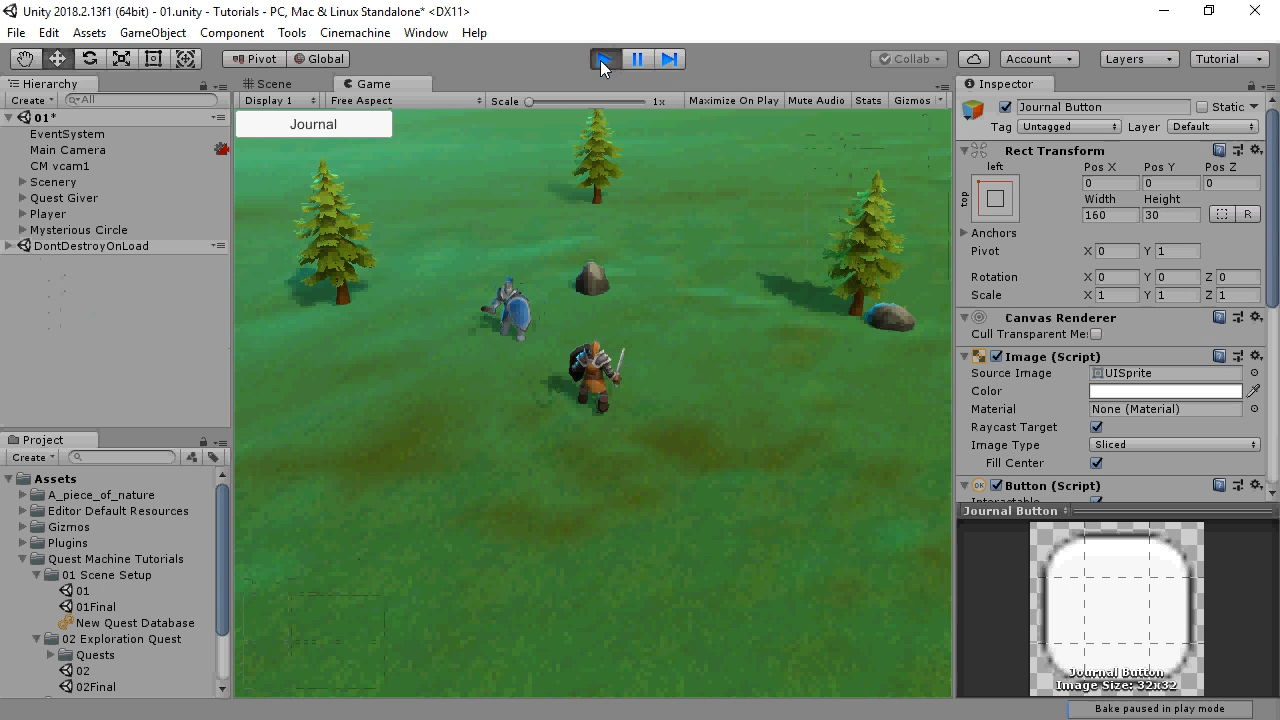 Unity 2018.2.13f1 (64bit) - 01.unity - Tutorials - PC, Mac & Linux Standalone* <DX11>
File Edit Assets GameObject Component Tools Cinemachine Window Help
Pivot Global Collab Account Layers Tutorial
Hierarchy Scene Game Inspector
Create All Display 1 Free Aspect Scale 1x Maximize On Play Mute Audio Stats Gizmos
Journal Button Static
01*
EventSystem
Main Camera
CM vcam1
Scenery
Quest Giver
Player
Mysterious Circle
DontDestroyOnLoad
Journal
Tag Untagged Layer Default
Rect Transform
left Pos X Pos Y Pos Z
top 0 0 0
Width Height
160 30 R
Anchors
Pivot X 0 Y 1
Rotation X 0 Y 0 Z 0
Scale X 1 Y 1 Z 1
Canvas Renderer
Cull Transparent Me
Image (Script)
Source Image UISprite
Color
Material None (Material)
Raycast Target
Image Type Sliced
Fill Center
Button (Script)
Interactable
Project
Create
Assets
A_piece_of_nature
Editor Default Resources
Gizmos
Plugins
Quest Machine Tutorials
01 Scene Setup
01
01Final
New Quest Database
02 Exploration Quest
Quests
02
02Final
Journal Button
Journal Button
Image Size: 32x32
Bake paused in play mode